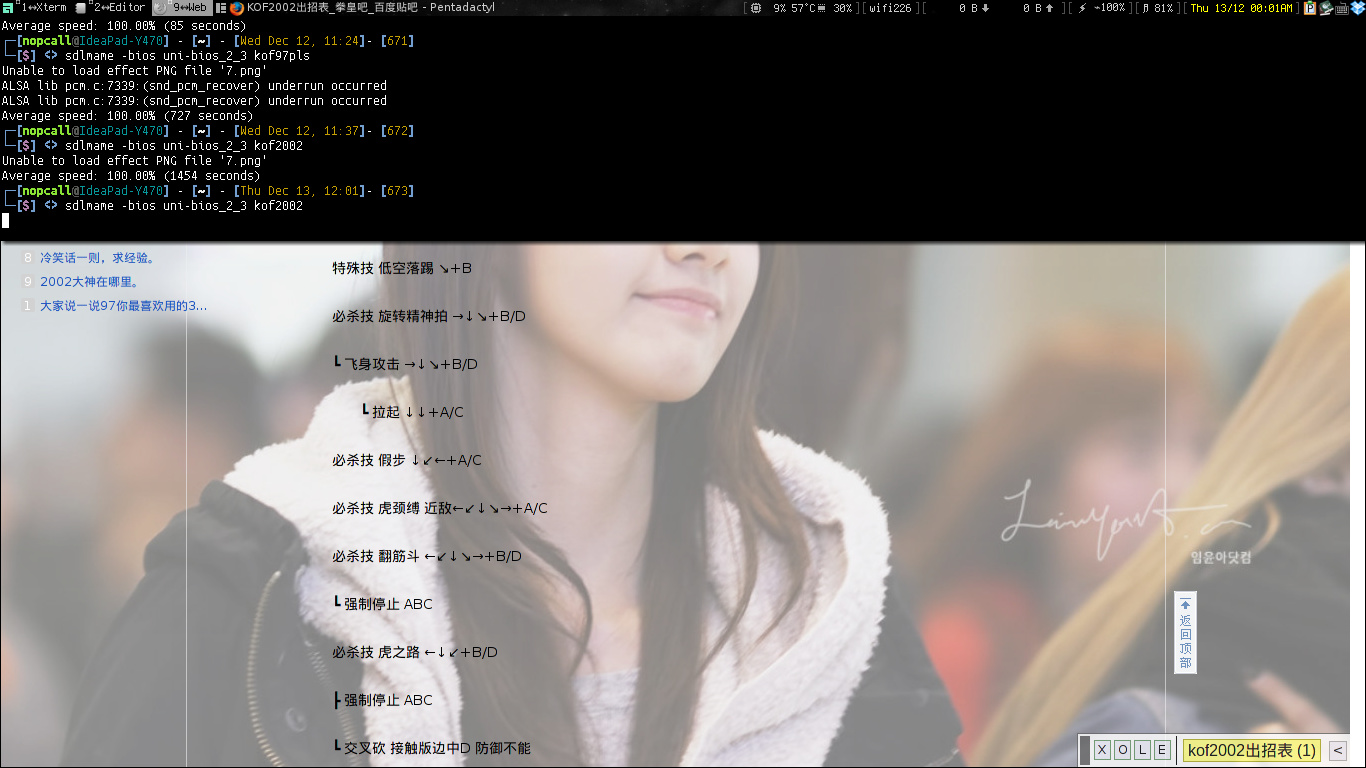 1↔Xterm 2↔Editor 9↔Web KOF2002出招表_拳皇吧_百度贴吧 - Pentadactyl [ 9% 57°C 30% ][ wifi226 ][ 0 B 0 B ][ ⚡ ~100% ][ 81% ][ Thu 13/12 00:01AM ]
Average speed: 100.00% (85 seconds)
┌─[nopcall@IdeaPad-Y470] - [~] - [Wed Dec 12, 11:24]- [671]
└─[$] <> sdlmame -bios uni-bios_2_3 kof97pls
Unable to load effect PNG file '7.png'
ALSA lib pcm.c:7339:(snd_pcm_recover) underrun occurred
ALSA lib pcm.c:7339:(snd_pcm_recover) underrun occurred
Average speed: 100.00% (727 seconds)
┌─[nopcall@IdeaPad-Y470] - [~] - [Wed Dec 12, 11:37]- [672]
└─[$] <> sdlmame -bios uni-bios_2_3 kof2002
Unable to load effect PNG file '7.png'
Average speed: 100.00% (1454 seconds)
┌─[nopcall@IdeaPad-Y470] - [~] - [Thu Dec 13, 12:01]- [673]
└─[$] <> sdlmame -bios uni-bios_2_3 kof2002
8 冷笑话一则，求经验。
9 2002大神在哪里。
1 大家说一说97你最喜欢用的3...
特殊技 低空落踢 ↘+B
必杀技 旋转精神拍 →↓↘+B/D
┗ 飞身攻击 →↓↘+B/D
┗ 拉起 ↓↓+A/C
必杀技 假步 ↓↙←+A/C
必杀技 虎颈缚 近敌←↙↓↘→+A/C
必杀技 翻筋斗 ←↙↓↘→+B/D
┗ 强制停止 ABC
必杀技 虎之路 ←↓↙+B/D
┣ 强制停止 ABC
┗ 交叉砍 接触版边中D 防御不能
임윤아닷컴
返回顶部
X O L E kof2002出招表 (1) <